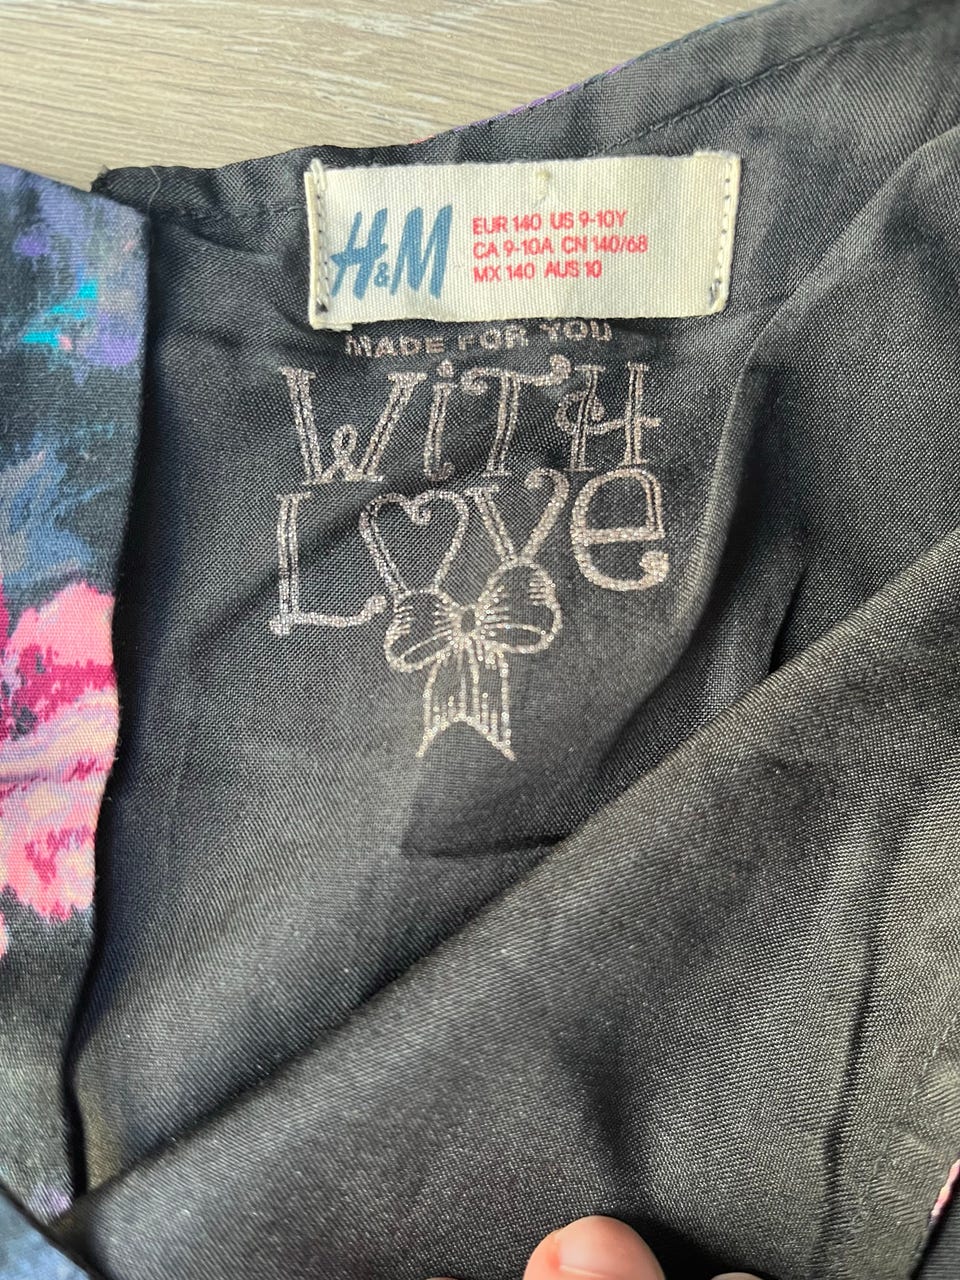 H&M
EUR 140 US 9-10Y
CA 9-10A CN 140/68
MX 140 AUS 10
MADE FOR YOU
WiTH
LOVe